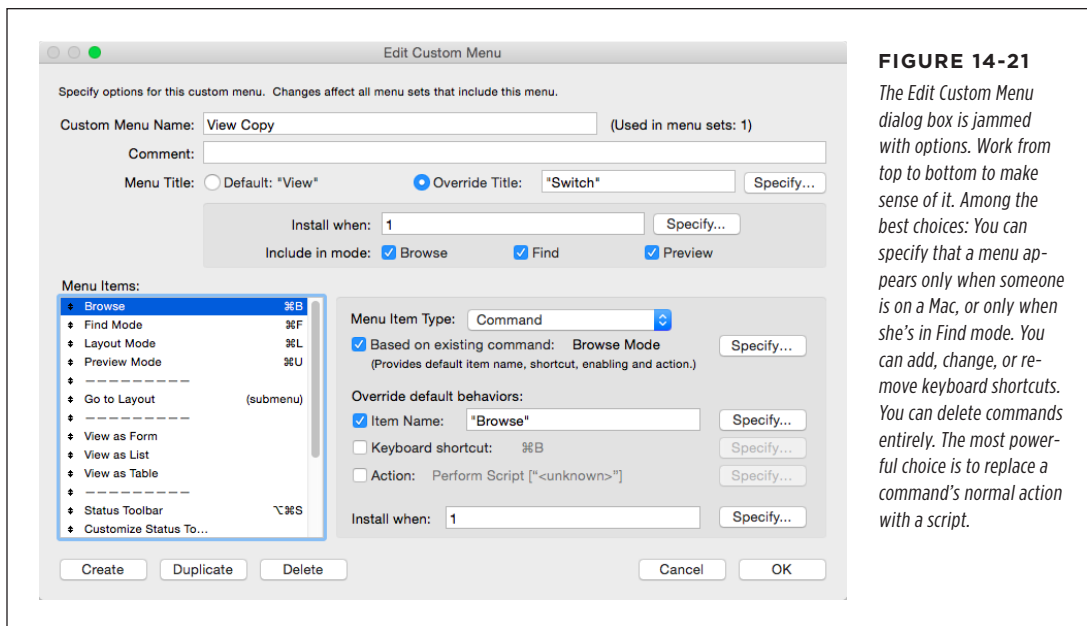 Edit Custom Menu
Specify options for this custom menu. Changes affect all menu sets that include this menu.
Custom Menu Name: View Copy (Used in menu sets: 1)
Comment:
Menu Title: Default: "View" Override Title: "Switch" Specify...
Install when: 1 Specify...
Include in mode: Browse Find Preview
Menu Items:
Browse ⌘B
Find Mode ⌘F
Layout Mode ⌘L
Preview Mode ⌘U
— — — — — — — — —
Go to Layout (submenu)
— — — — — — — — —
View as Form
View as List
View as Table
— — — — — — — — —
Status Toolbar ⌥⌘S
Customize Status To...
Menu Item Type: Command
Based on existing command: Browse Mode Specify...
(Provides default item name, shortcut, enabling and action.)
Override default behaviors:
Item Name: "Browse" Specify...
Keyboard shortcut: ⌘B Specify...
Action: Perform Script ["<unknown>"] Specify...
Install when: 1 Specify...
Create Duplicate Delete Cancel OK
FIGURE 14-21
The Edit Custom Menu
dialog box is jammed
with options. Work from
top to bottom to make
sense of it. Among the
best choices: You can
specify that a menu ap-
pears only when someone
is on a Mac, or only when
she's in Find mode. You
can add, change, or re-
move keyboard shortcuts.
You can delete commands
entirely. The most power-
ful choice is to replace a
command's normal action
with a script.